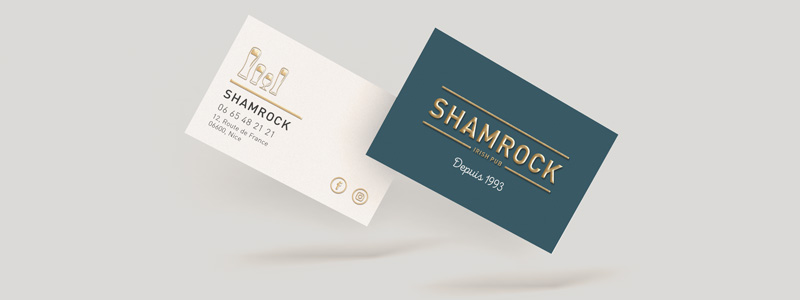 SHAMROCK
06 65 48 21 21
12, Route de France
06600, Nice
SHAMROCK
IRISH PUB
Depuis 1993